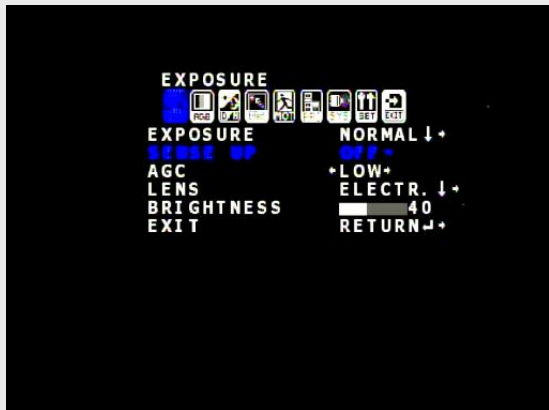 EXPOSURE
EXPOSURE NORMAL
SENSE UP OFF
AGC LOW
LENS ELECTR.
BRIGHTNESS 40
EXIT RETURN